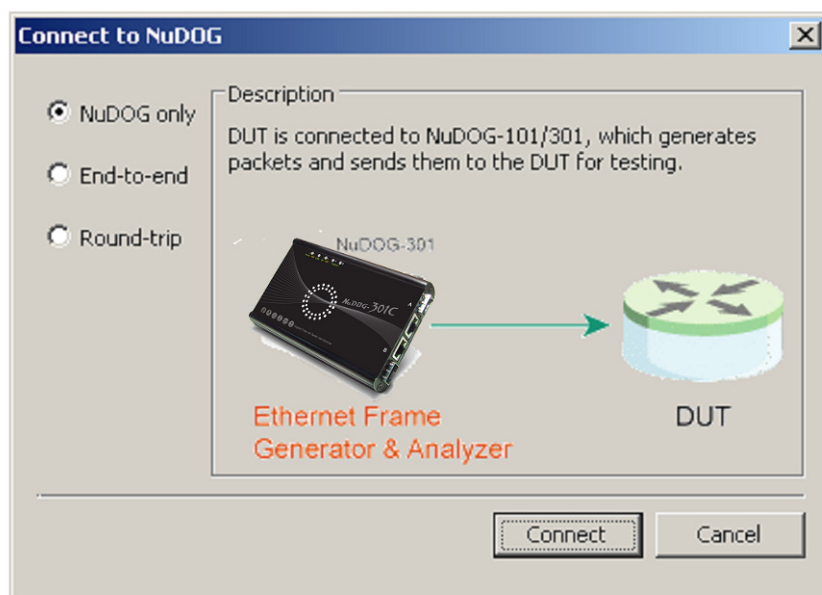 Connect to NuDOG
NuDOG only
End-to-end
Round-trip
Description
DUT is connected to NuDOG-101/301, which generates
packets and sends them to the DUT for testing.
NuDOG-301
NuDOG-301C
Ethernet Frame
Generator & Analyzer
DUT
Connect
Cancel